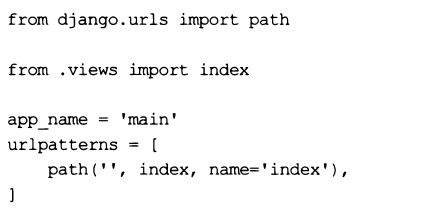 from django.urls import path
from .views import index
app_name = 'main'
urlpatterns = [
    path('', index, name='index'),
]